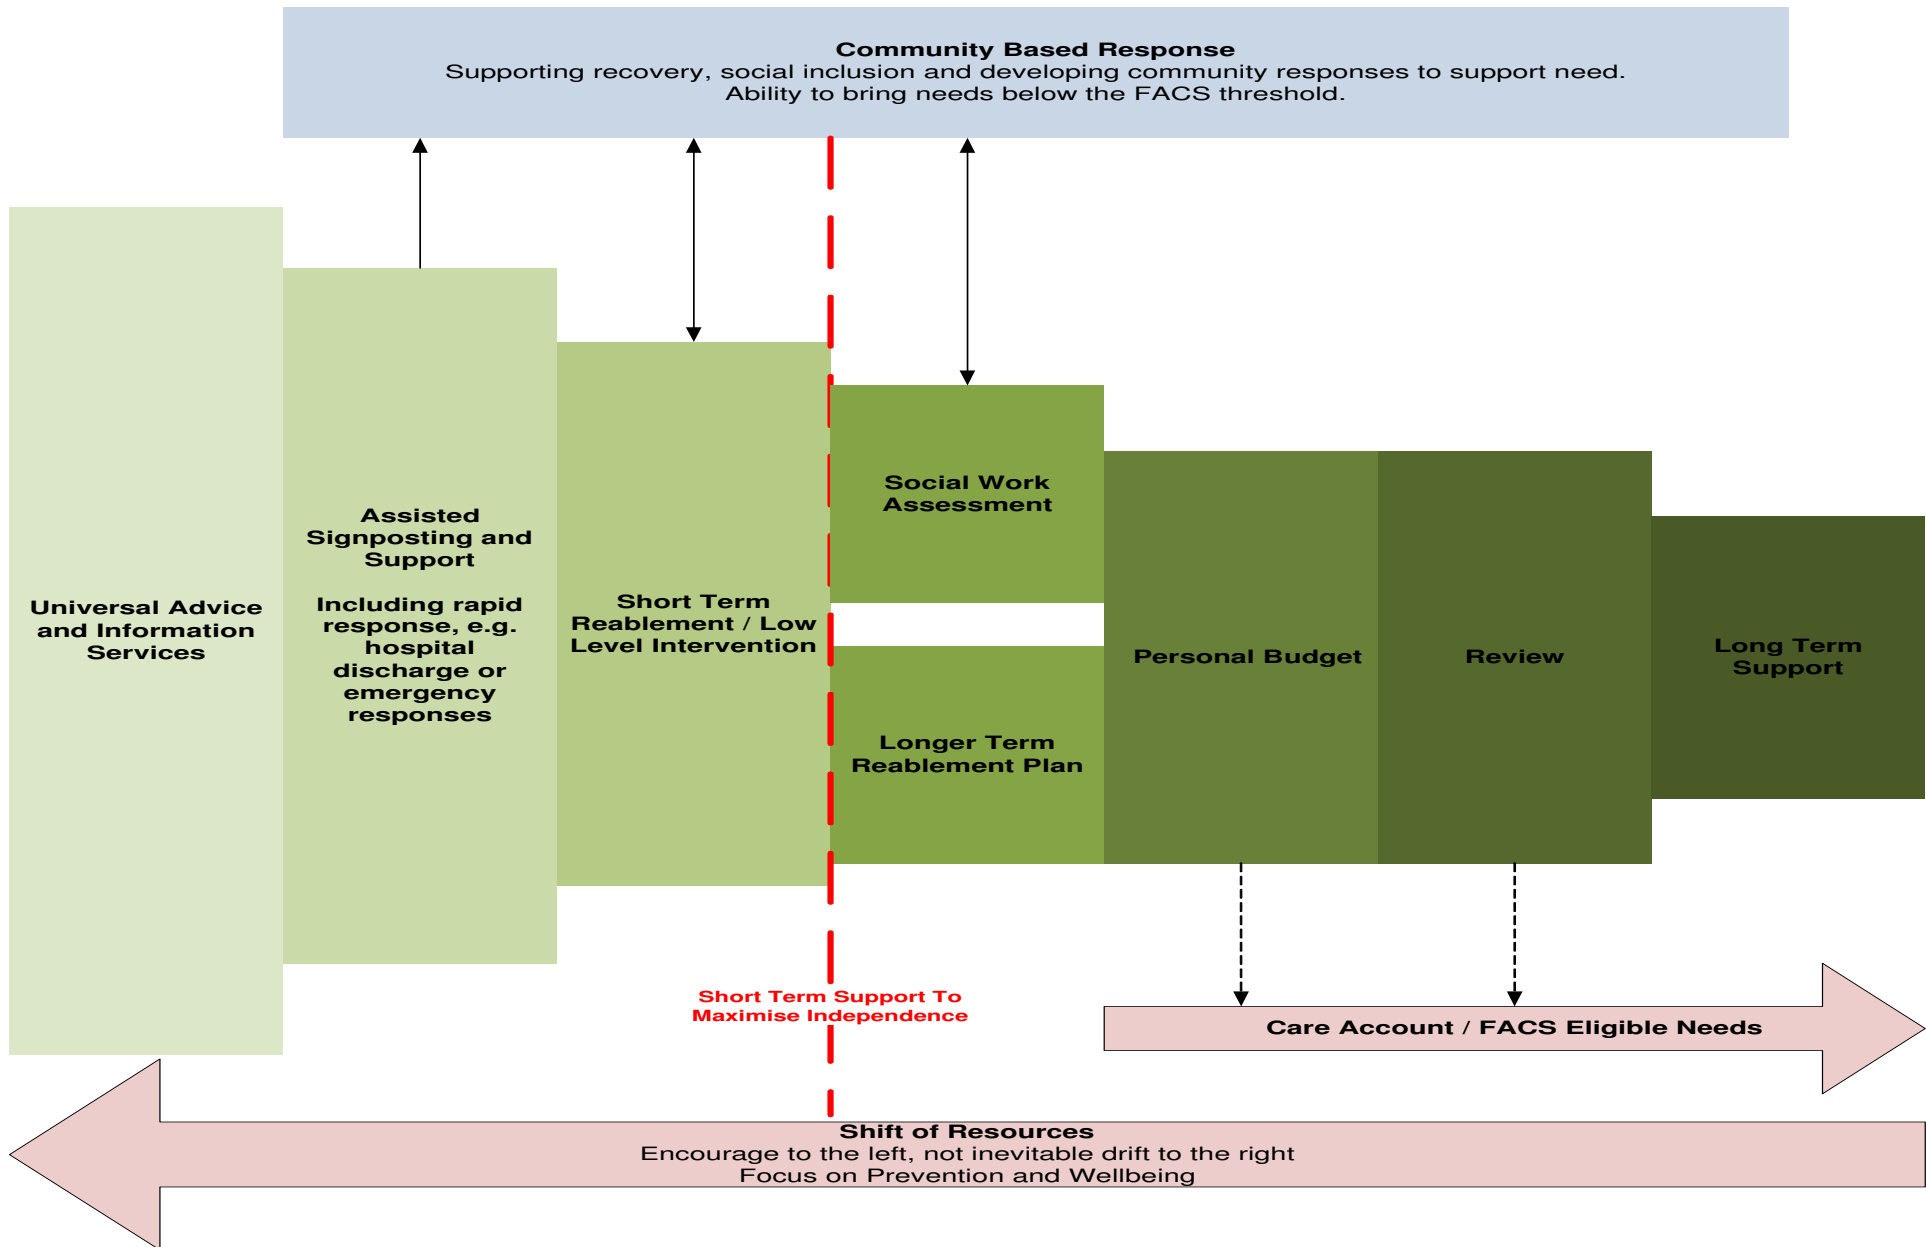 Community Based Response
Supporting recovery, social inclusion and developing community responses to support need.
Ability to bring needs below the FACS threshold.
Universal Advice
and Information
Services
Assisted
Signposting and
Support
Including rapid
response, e.g.
hospital
discharge or
emergency
responses
Short Term
Reablement / Low
Level Intervention
Social Work
Assessment
Longer Term
Reablement Plan
Personal Budget
Review
Long Term
Support
Short Term Support To
Maximise Independence
Care Account / FACS Eligible Needs
Shift of Resources
Encourage to the left, not inevitable drift to the right
Focus on Prevention and Wellbeing